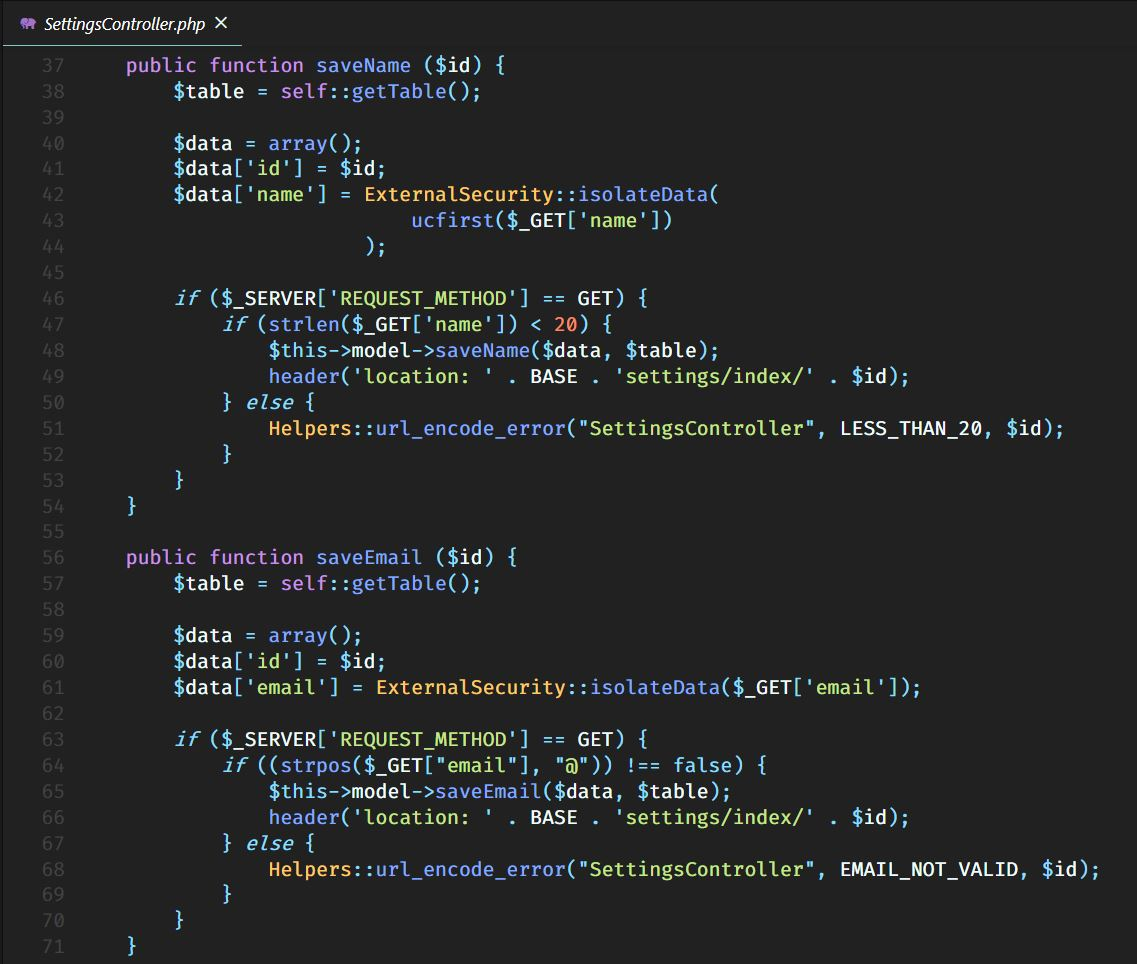 SettingsController.php ×
37 public function saveName ($id) {
38 $table = self::getTable();
39
40 $data = array();
41 $data['id'] = $id;
42 $data['name'] = ExternalSecurity::isolateData(
43 ucfirst($_GET['name'])
44 );
45
46 if ($_SERVER['REQUEST_METHOD'] == GET) {
47 if (strlen($_GET['name']) < 20) {
48 $this->model->saveName($data, $table);
49 header('location: ' . BASE . 'settings/index/' . $id);
50 } else {
51 Helpers::url_encode_error("SettingsController", LESS_THAN_20, $id);
52 }
53 }
54 }
55
56 public function saveEmail ($id) {
57 $table = self::getTable();
58
59 $data = array();
60 $data['id'] = $id;
61 $data['email'] = ExternalSecurity::isolateData($_GET['email']);
62
63 if ($_SERVER['REQUEST_METHOD'] == GET) {
64 if ((strpos($_GET["email"], "@")) !== false) {
65 $this->model->saveEmail($data, $table);
66 header('location: ' . BASE . 'settings/index/' . $id);
67 } else {
68 Helpers::url_encode_error("SettingsController", EMAIL_NOT_VALID, $id);
69 }
70 }
71 }